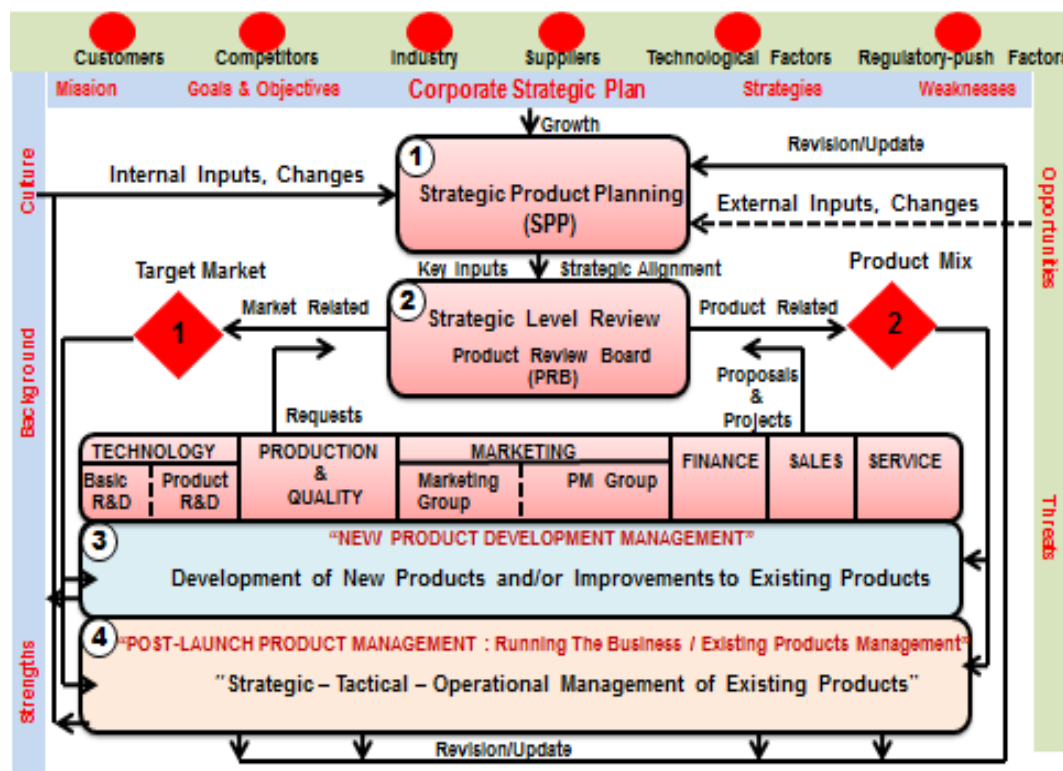 Customers Competitors Industry Suppliers Technological Factors Regulatory-push Factors
Mission Goals & Objectives Corporate Strategic Plan Strategies Weaknesses
Growth
Revision/Update
1
Culture
Internal Inputs, Changes
Strategic Product Planning
(SPP)
External Inputs, Changes
Opportunities
Key Inputs Strategic Alignment
Target Market
Product Mix
2
Market Related
Strategic Level Review
Product Related
1
2
Product Review Board
(PRB)
Background
Requests
Proposals
&
Projects
TECHNOLOGY
Basic
R&D
Product
R&D
PRODUCTION
&
QUALITY
MARKETING
Marketing
Group
PM Group
FINANCE
SALES
SERVICE
Threats
3
“NEW PRODUCT DEVELOPMENT MANAGEMENT”
Development of New Products and/or Improvements to Existing Products
4
“POST-LAUNCH PRODUCT MANAGEMENT : Running The Business / Existing Products Management”
"Strategic – Tactical – Operational Management of Existing Products”
Strengths
Revision/Update